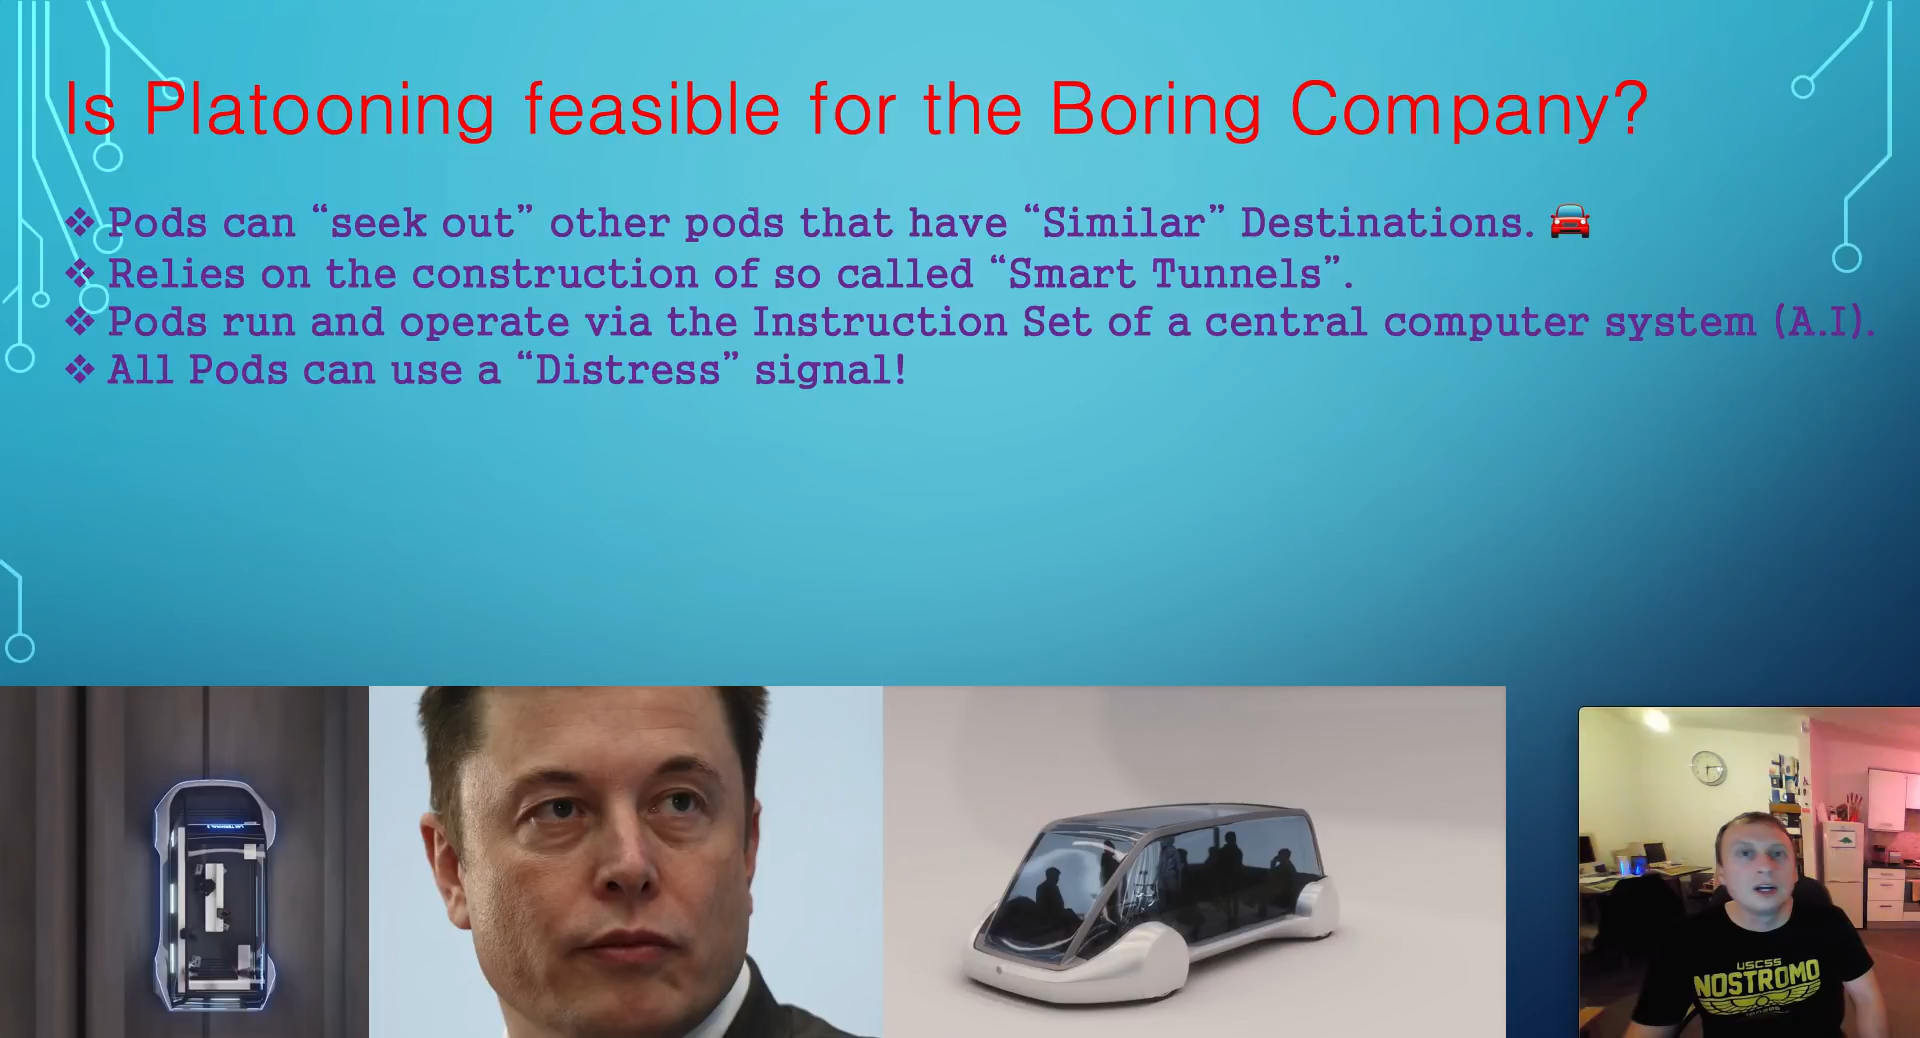 Is Platooning feasible for the Boring Company?
❖ Pods can “seek out” other pods that have “Similar” Destinations. 🚘
❖ Relies on the construction of so called “Smart Tunnels”.
❖ Pods run and operate via the Instruction Set of a central computer system (A.I).
❖ All Pods can use a “Distress” signal!
USCSS
NOSTROMO